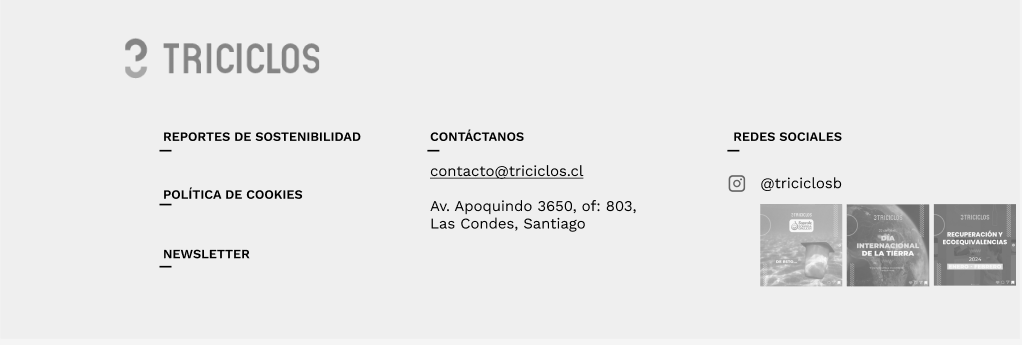 TRICICLOS
REPORTES DE SOSTENIBILIDAD
POLÍTICA DE COOKIES
NEWSLETTER
CONTÁCTANOS
contacto@triciclos.cl
Av. Apoquindo 3650, of: 803,
Las Condes, Santiago
REDES SOCIALES
@triciclosb
TRICICLOS
TRICICLOS
DÍA
INTERNACIONAL
DE LA TIERRA
TRICICLOS
RECUPERACIÓN Y
ECOEQUIVALENCIAS
2024